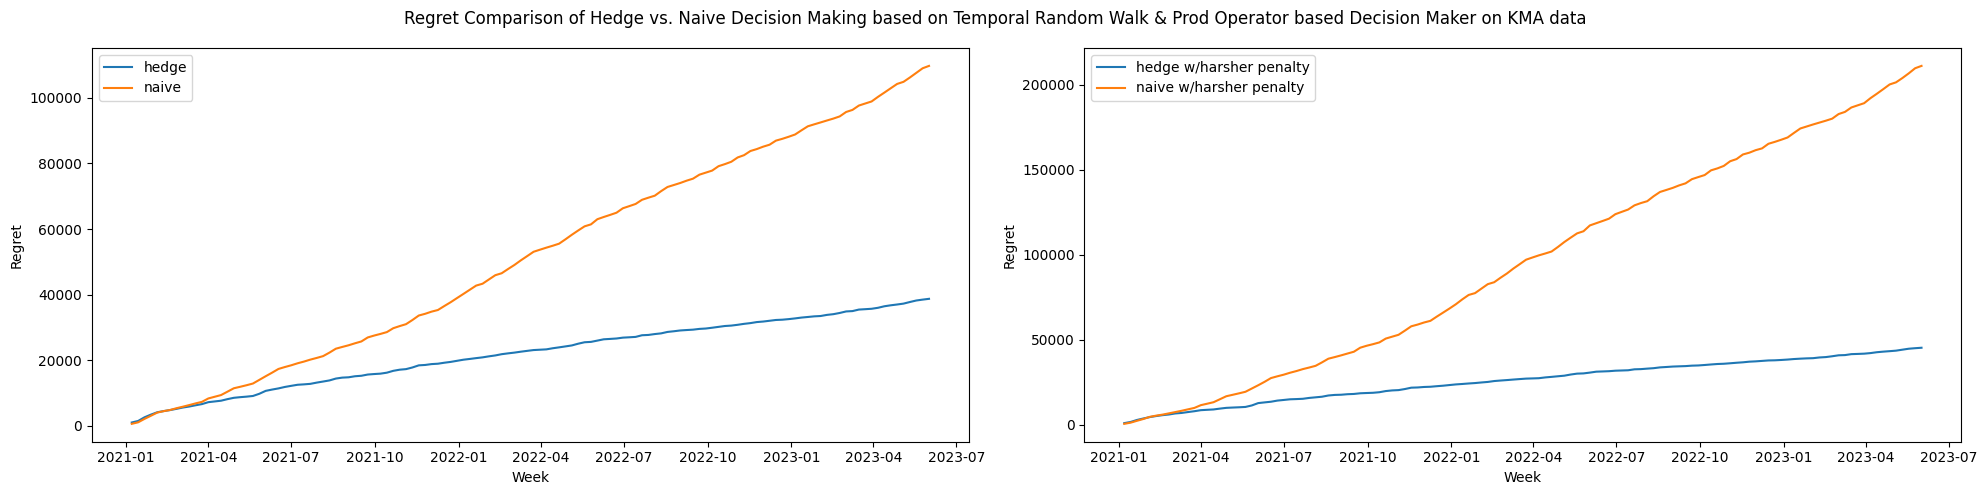 Regret Comparison of Hedge vs. Naive Decision Making based on Temporal Random Walk & Prod Operator based Decision Maker on KMA data
hedge
naive
Regret
100000
80000
60000
40000
20000
0
2021-01 2021-04 2021-07 2021-10 2022-01 2022-04 2022-07 2022-10 2023-01 2023-04 2023-07
Week
hedge w/harsher penalty
naive w/harsher penalty
Regret
200000
150000
100000
50000
0
2021-01 2021-04 2021-07 2021-10 2022-01 2022-04 2022-07 2022-10 2023-01 2023-04 2023-07
Week